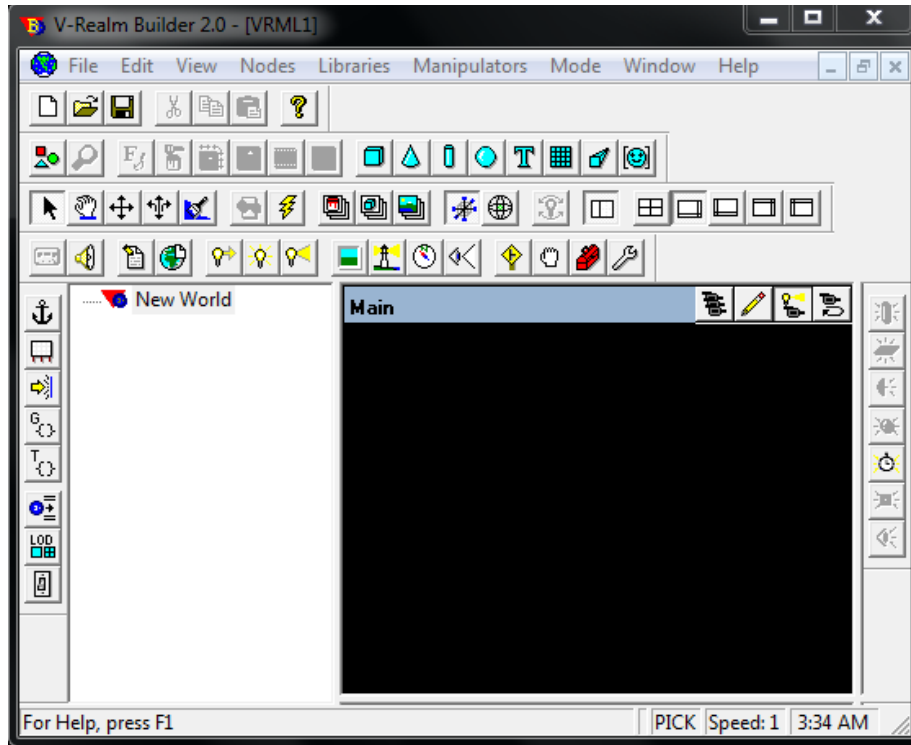 V-Realm Builder 2.0 - [VRML1]
File Edit View Nodes Libraries Manipulators Mode Window Help
T
New World
Main
G
T
LOD
For Help, press F1
PICK Speed: 1 3:34 AM